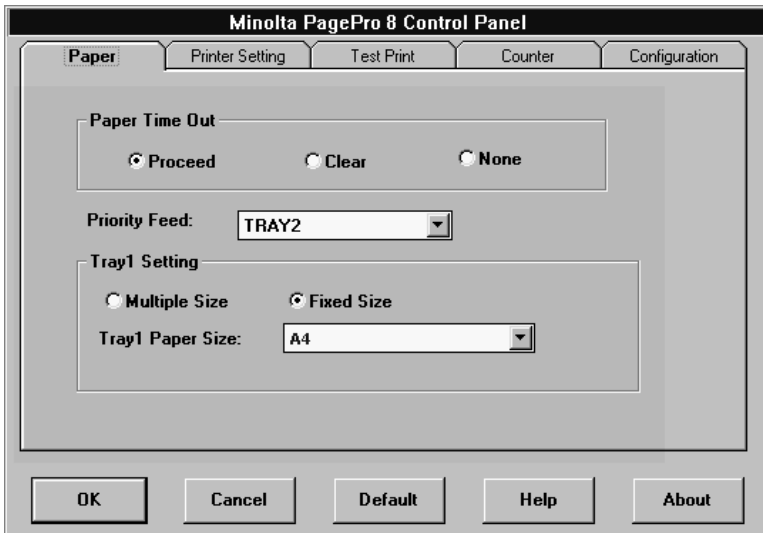 Minolta PagePro 8 Control Panel
Paper Printer Setting Test Print Counter Configuration
Paper Time Out
Proceed Clear None
Priority Feed: TRAY2
Tray1 Setting
Multiple Size Fixed Size
Tray1 Paper Size: A4
OK Cancel Default Help About